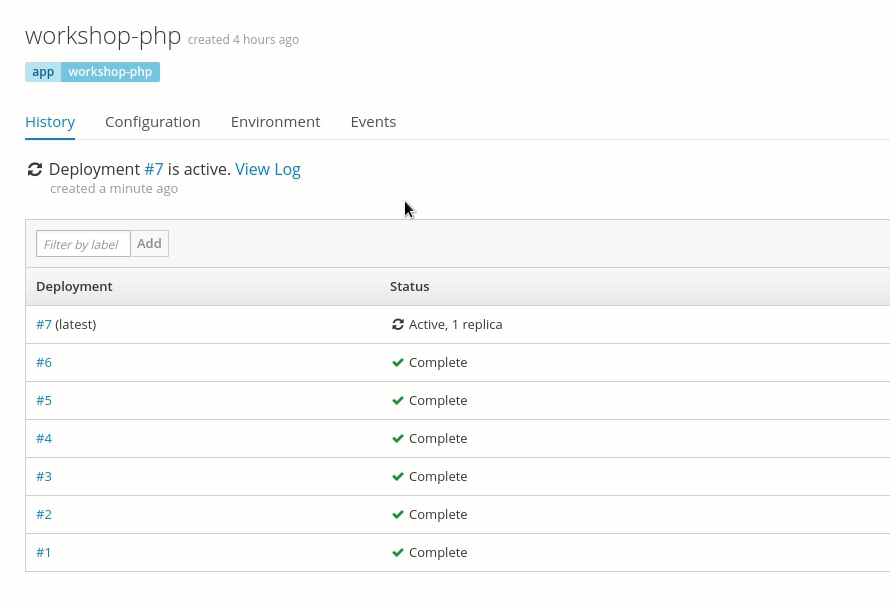 workshop-php created 4 hours ago
app workshop-php
History Configuration Environment Events
Deployment #7 is active. View Log
created a minute ago
Filter by label Add
Deployment Status
#7 (latest) Active, 1 replica
#6 Complete
#5 Complete
#4 Complete
#3 Complete
#2 Complete
#1 Complete